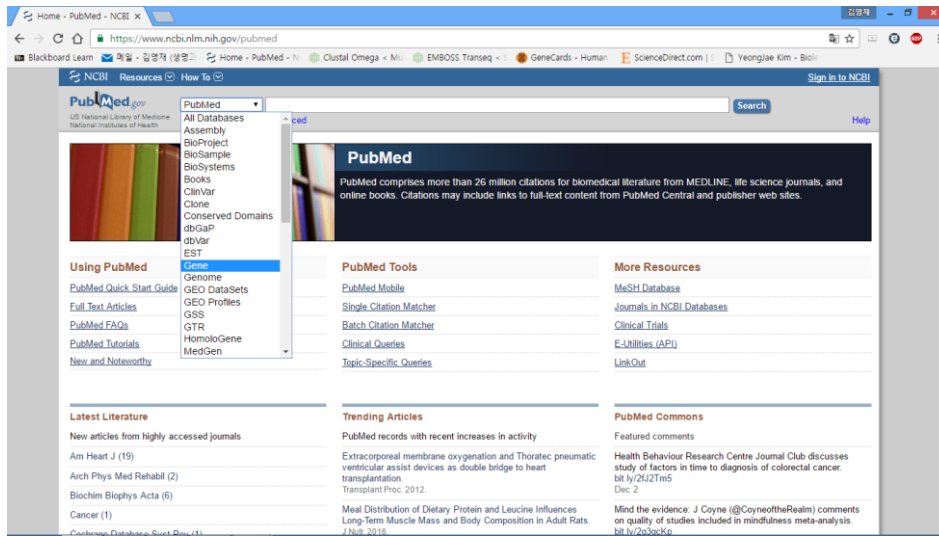 Home - PubMed - NCBI
김영재
https://www.ncbi.nlm.nih.gov/pubmed
Blackboard Learn
메일 - 김영재 (생명고
Home - PubMed - N
Clustal Omega < Mu
EMBOSS Transeq < S
GeneCards - Human
ScienceDirect.com | S
YeongJae Kim - Biolo
NCBI Resources How To
Sign in to NCBI
PubMed.gov
US National Library of Medicine
National Institutes of Health
PubMed
Search
Help
All Databases
Assembly
BioProject
BioSample
BioSystems
Books
ClinVar
Clone
Conserved Domains
dbGaP
dbVar
EST
Gene
Genome
GEO DataSets
GEO Profiles
GSS
GTR
HomoloGene
MedGen
PubMed
PubMed comprises more than 26 million citations for biomedical literature from MEDLINE, life science journals, and
online books. Citations may include links to full-text content from PubMed Central and publisher web sites.
Using PubMed
PubMed Quick Start Guide
Full Text Articles
PubMed FAQs
PubMed Tutorials
New and Noteworthy
PubMed Tools
PubMed Mobile
Single Citation Matcher
Batch Citation Matcher
Clinical Queries
Topic-Specific Queries
More Resources
MeSH Database
Journals in NCBI Databases
Clinical Trials
E-Utilities (API)
LinkOut
Latest Literature
New articles from highly accessed journals
Am Heart J (19)
Arch Phys Med Rehabil (2)
Biochim Biophys Acta (6)
Cancer (1)
Cochrane Database Syst Rev (1)
Trending Articles
PubMed records with recent increases in activity
Extracorporeal membrane oxygenation and Thoratec pneumatic
ventricular assist devices as double bridge to heart
transplantation.
Transplant Proc. 2012.
Meal Distribution of Dietary Protein and Leucine Influences
Long-Term Muscle Mass and Body Composition in Adult Rats.
J Nutr. 2016.
PubMed Commons
Featured comments
Health Behaviour Research Centre Journal Club discusses
study of factors in time to diagnosis of colorectal cancer.
bit.ly/2fJ2Tm5
Dec 2
Mind the evidence: J Coyne (@CoyneoftheRealm) comments
on quality of studies included in mindfulness meta-analysis.
bit.ly/2g3gcKp